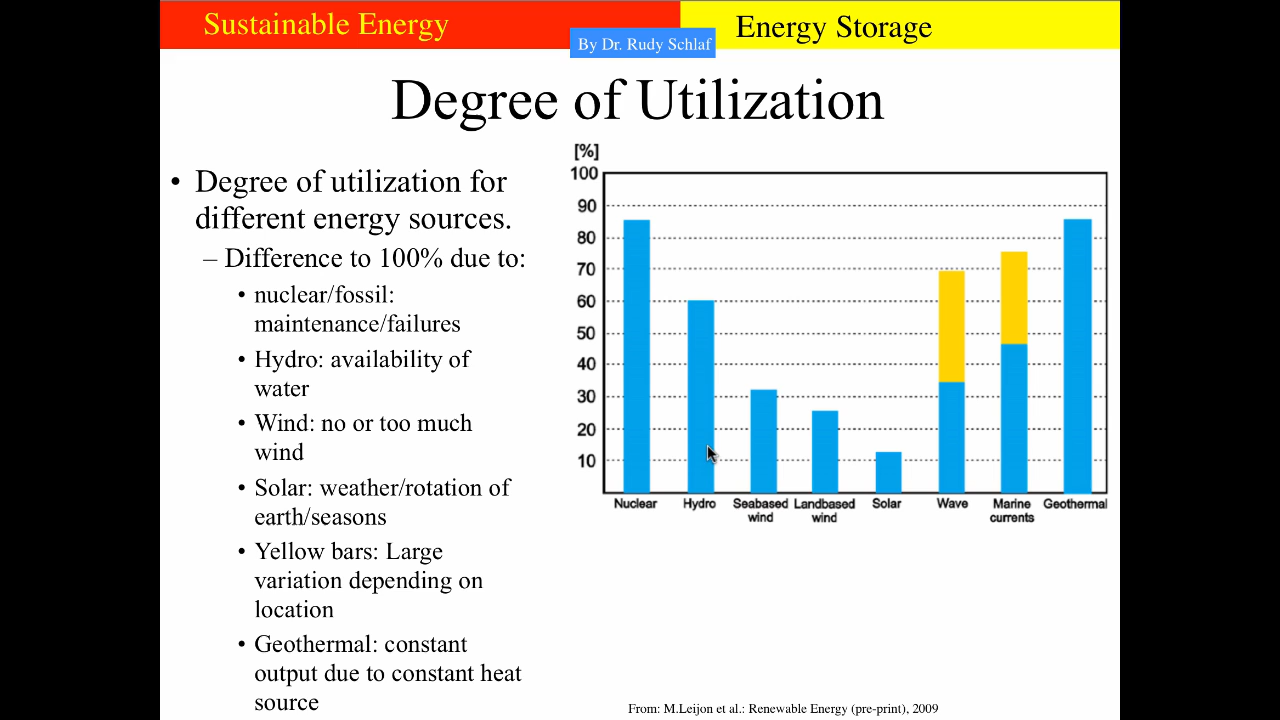 Sustainable Energy
Energy Storage
By Dr. Rudy Schlaf
Degree of Utilization
• Degree of utilization for
different energy sources.
– Difference to 100% due to:
• nuclear/fossil:
maintenance/failures
• Hydro: availability of
water
• Wind: no or too much
wind
• Solar: weather/rotation of
earth/seasons
• Yellow bars: Large
variation depending on
location
• Geothermal: constant
output due to constant heat
source
[%]
100
90
80
70
60
50
40
30
20
10
Nuclear Hydro Seabased Landbased Solar Wave Marine Geothermal
wind wind currents
From: M.Leijon et al.: Renewable Energy (pre-print), 2009